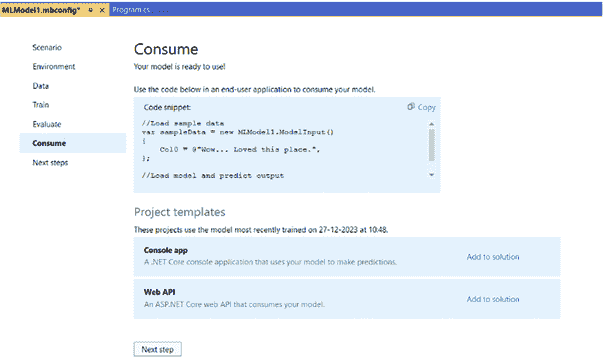 MLModel1.mbconfig*
Program.cs
Scenario
Environment
Data
Train
Evaluate
Consume
Next steps
Consume
Your model is ready to use!
Use the code below in an end-user application to consume your model.
Code snippet:
Copy
//Load sample data
var sampleData = new MLModel1.ModelInput()
{
Col0 = @"Wow... Loved this place.",
};
//Load model and predict output
Project templates
These projects use the model most recently trained on 27-12-2023 at 10:48.
Console app
A .NET Core console application that uses your model to make predictions.
Add to solution
Web API
An ASP.NET Core web API that consumes your model.
Add to solution
Next step